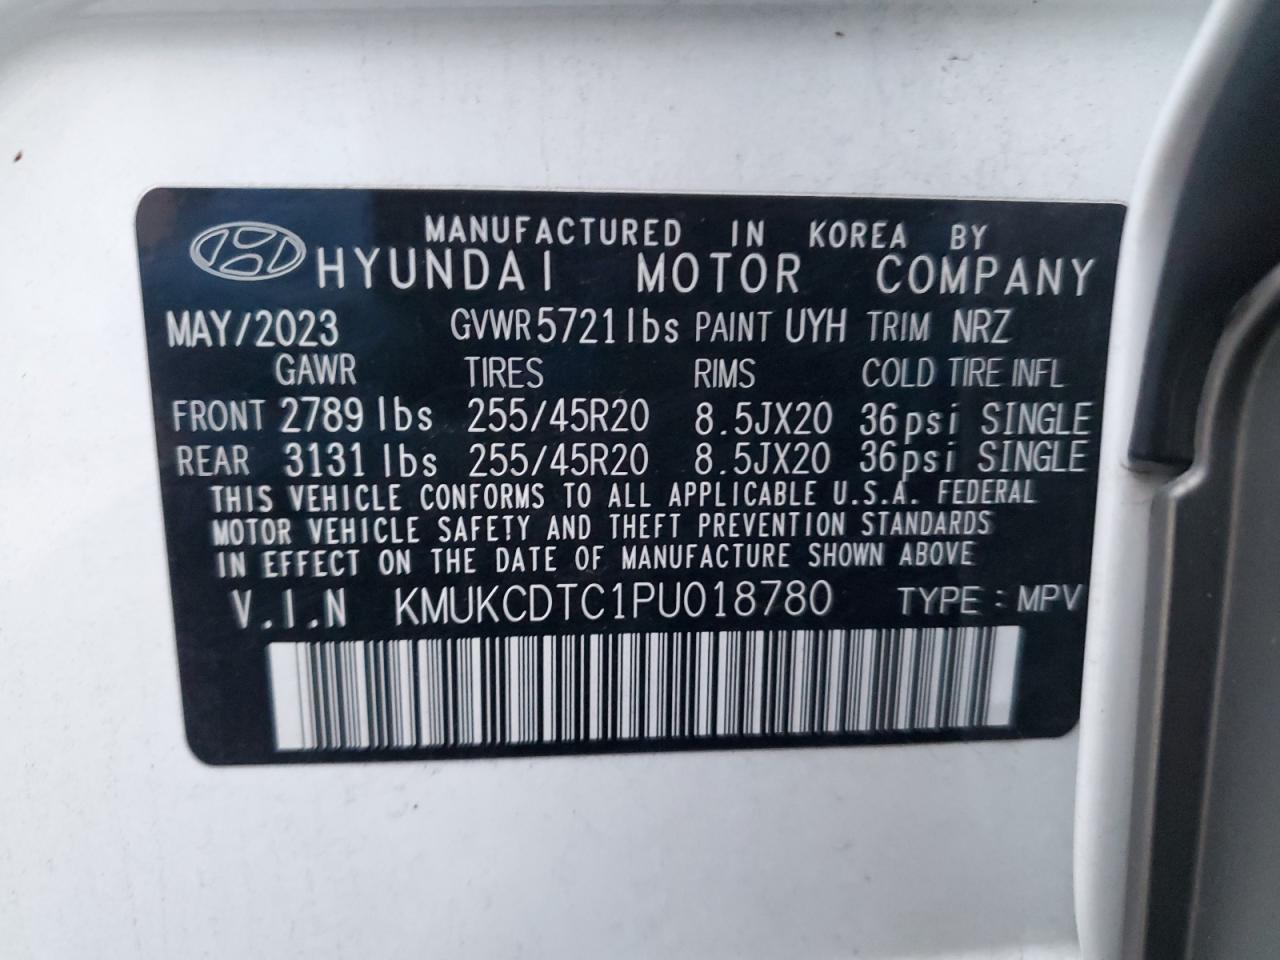 MANUFACTURED IN KOREA BY
HYUNDAI MOTOR COMPANY
MAY/2023 GVWR 5721 lbs PAINT UYH TRIM NRZ
GAWR TIRES RIMS COLD TIRE INFL
FRONT 2789 lbs 255/45R20 8.5JX20 36psi SINGLE
REAR 3131 lbs 255/45R20 8.5JX20 36psi SINGLE
THIS VEHICLE CONFORMS TO ALL APPLICABLE U.S.A. FEDERAL
MOTOR VEHICLE SAFETY AND THEFT PREVENTION STANDARDS
IN EFFECT ON THE DATE OF MANUFACTURE SHOWN ABOVE
V.I.N KMUKCDTC1PU018780 TYPE : MPV